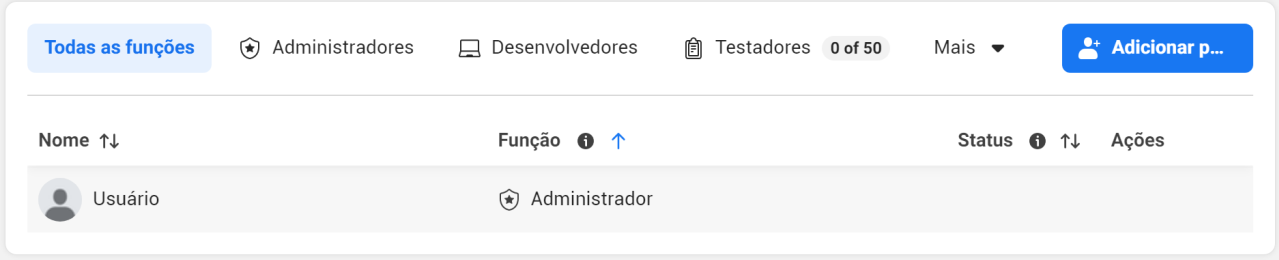 Todas as funções Administradores Desenvolvedores Testadores 0 of 50 Mais Adicionar p...
Nome Função Status Ações
Usuário Administrador